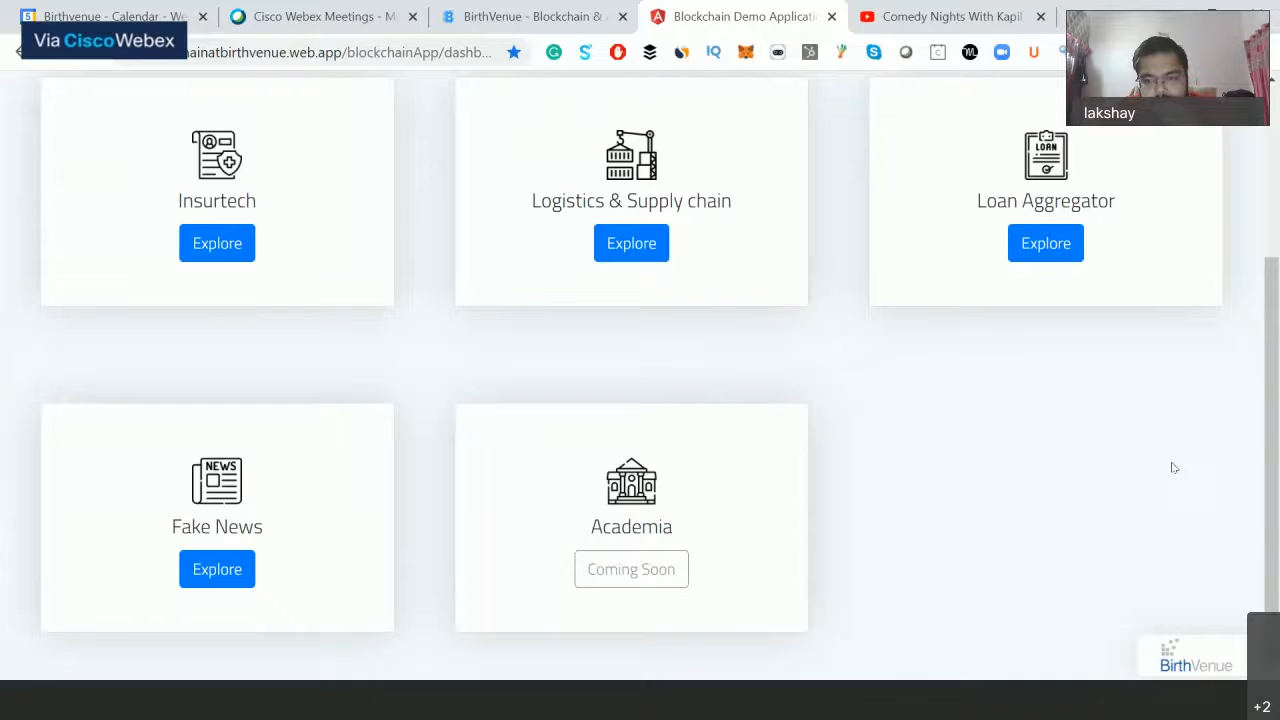 Birthvenue - Calendar - We
Cisco Webex Meetings - M
BirthVenue - Blockchain &
Blockchain Demo Applicati
Comedy Nights With Kapil
Via CiscoWebex
ainatbirthvenue.web.app/blockchainApp/dashb...
lakshay
LOAN
Insurtech
Logistics & Supply chain
Loan Aggregator
Explore
Explore
Explore
NEWS
Fake News
Academia
Explore
Coming Soon
BirthVenue
+2